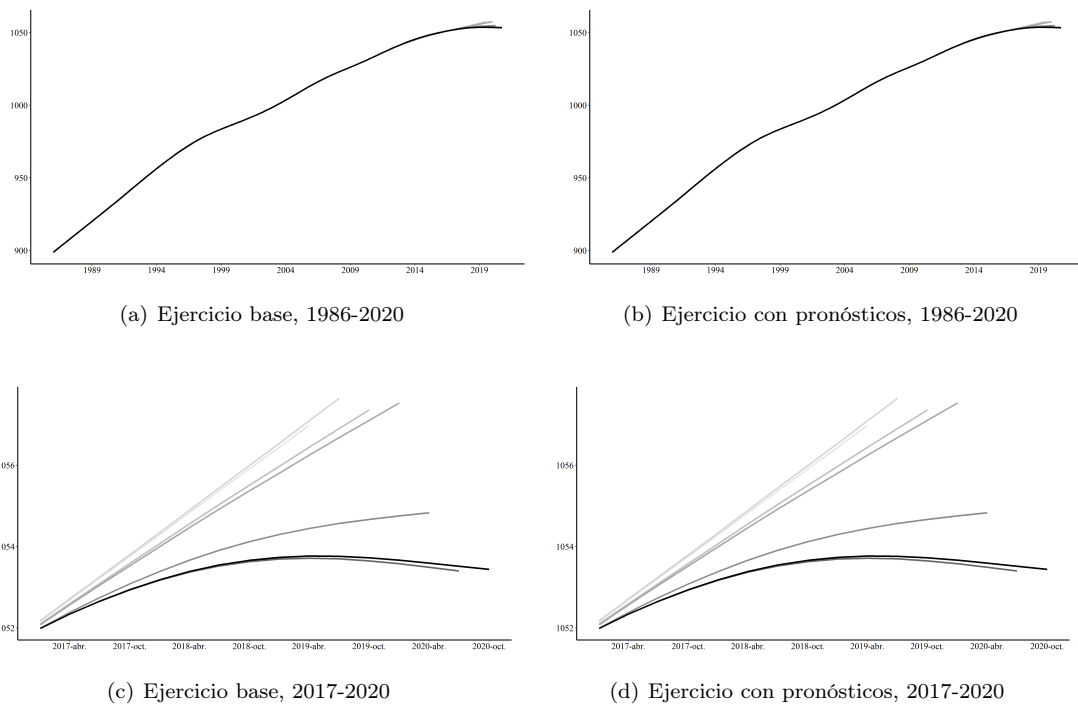 1050
1000
950
900
1989 1994 1999 2004 2009 2014 2019
(a) Ejercicio base, 1986-2020
1050
1000
950
900
1989 1994 1999 2004 2009 2014 2019
(b) Ejercicio con pronósticos, 1986-2020
056
054
052
2017-abr. 2017-oct. 2018-abr. 2018-oct. 2019-abr. 2019-oct. 2020-abr. 2020-oct.
(c) Ejercicio base, 2017-2020
1056
1054
1052
2017-abr. 2017-oct. 2018-abr. 2018-oct. 2019-abr. 2019-oct. 2020-abr. 2020-oct.
(d) Ejercicio con pronósticos, 2017-2020